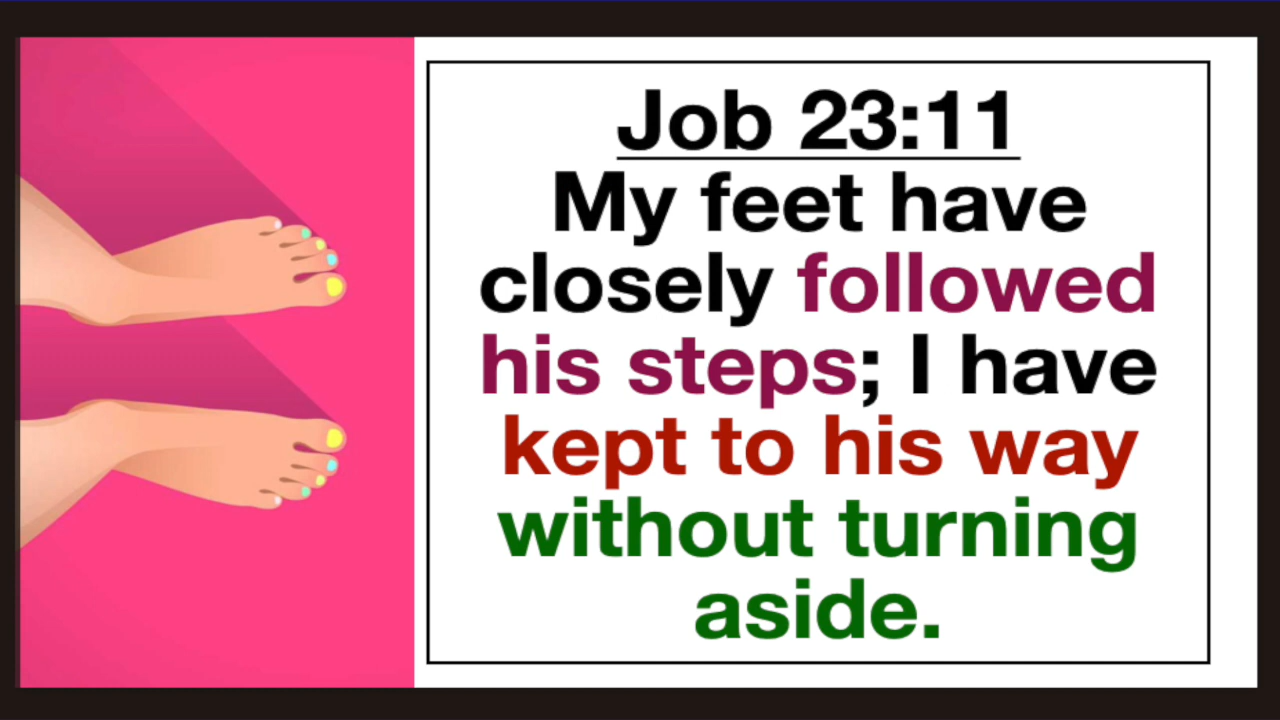 Job 23:11
My feet have
closely followed
his steps; I have
kept to his way
without turning
aside.